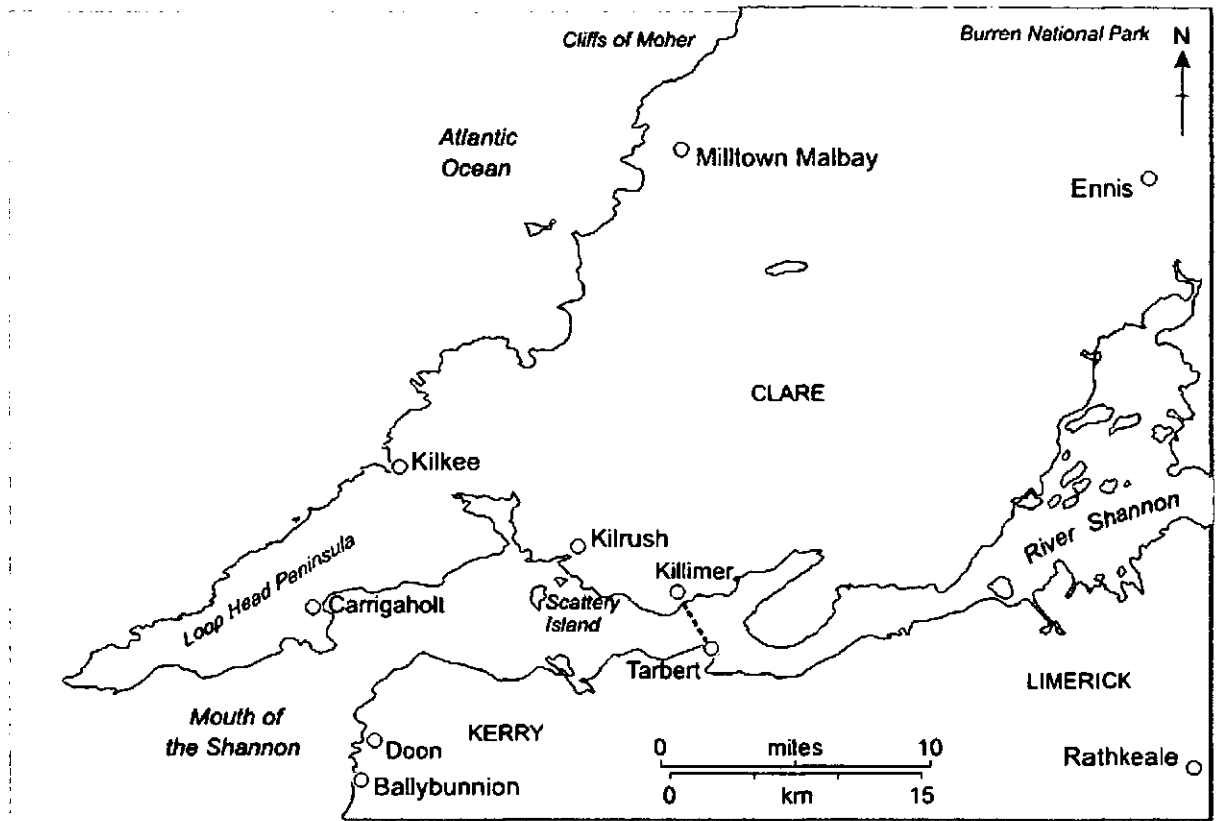 Cliffs of Moher
Burren National Park
N
Atlantic
Ocean
Milltown Malbay
Ennis
CLARE
Kilkee
River Shannon
Kilrush
Killimer
Loop Head Peninsula
Carrigaholt
Scattery
Island
Tarbert
LIMERICK
Mouth of
the Shannon
KERRY
Doon
0 miles 10
Rathkeale
Ballybunnion
0 km 15